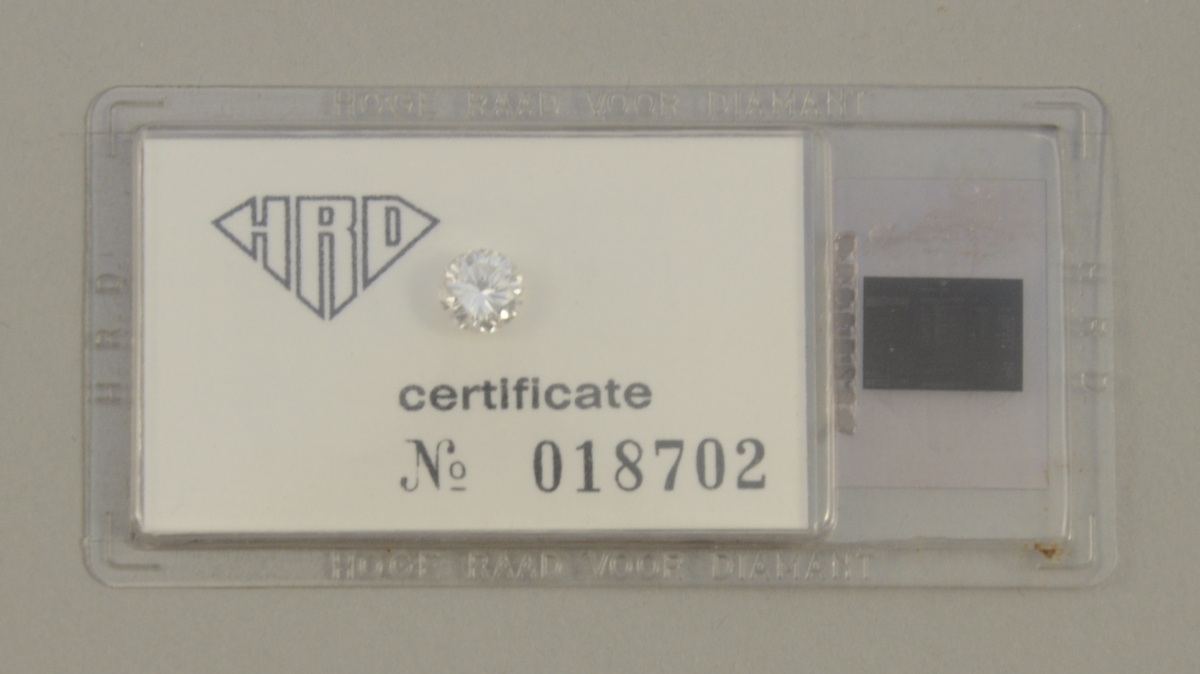 HOGE RAAD VOOR DIAMANT
H.R.D.
HRD
certificate
№ 018702
H R D
HOGE RAAD VOOR DIAMANT